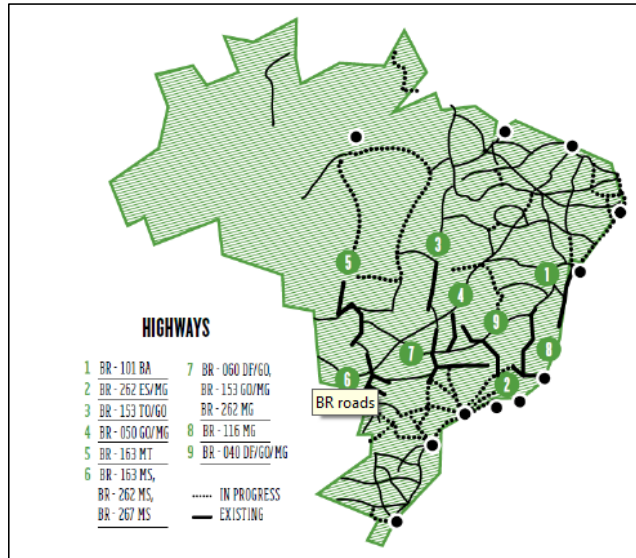 3
1
5
4
9
7
8
6
2
BR roads
HIGHWAYS
1 BR - 101 BA
2 BR - 262 ES/MG
3 BR - 153 TO/GO
4 BR - 050 GO/MG
5 BR - 163 MT
6 BR - 163 MS,
BR - 262 MS,
BR - 267 MS
7 BR - 060 DF/GO,
BR - 153 GO/MG
BR - 262 MG
8 BR - 116 MG
9 BR - 040 DF/GO/MG
IN PROGRESS
EXISTING